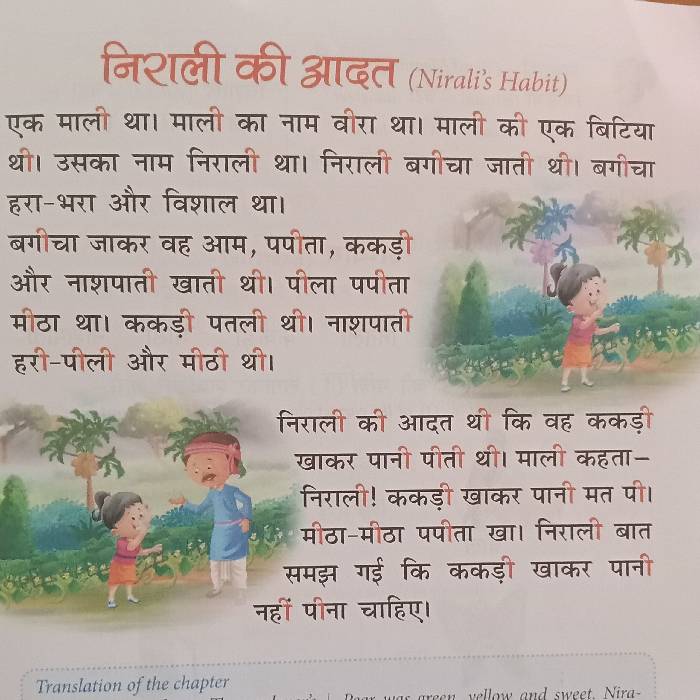 निराली की आदत (Nirali's Habit)
एक माली था। माली का नाम वीरा था। माली की एक बिटिया
थी। उसका नाम निराली था। निराली बगीचा जाती थी। बगीचा
हरा-भरा और विशाल था।
बगीचा जाकर वह आम, पपीता, ककड़ी
और नाशपाती खाती थी। पीला पपीता
मीठा था। ककड़ी पतली थी। नाशपाती
हरी-पीली और मीठी थी।
निराली की आदत थी कि वह ककड़ी
खाकर पानी पीती थी। माली कहता–
निराली! ककड़ी खाकर पानी मत पी।
मीठा-मीठा पपीता खा। निराली बात
समझ गई कि ककड़ी खाकर पानी
नहीं पीना चाहिए।
Translation of the chapter
Pear was green, yellow and sweet. Nira-